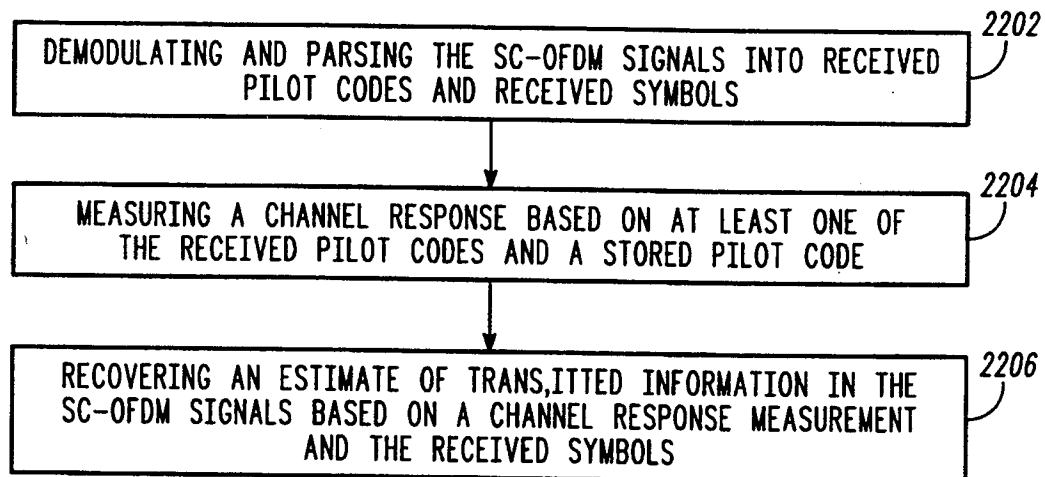 2202
DEMODULATING AND PARSING THE SC-OFDM SIGNALS INTO RECEIVED
PILOT CODES AND RECEIVED SYMBOLS
2204
MEASURING A CHANNEL RESPONSE BASED ON AT LEAST ONE OF
THE RECEIVED PILOT CODES AND A STORED PILOT CODE
2206
RECOVERING AN ESTIMATE OF TRANS,ITTED INFORMATION IN THE
SC-OFDM SIGNALS BASED ON A CHANNEL RESPONSE MEASUREMENT
AND THE RECEIVED SYMBOLS